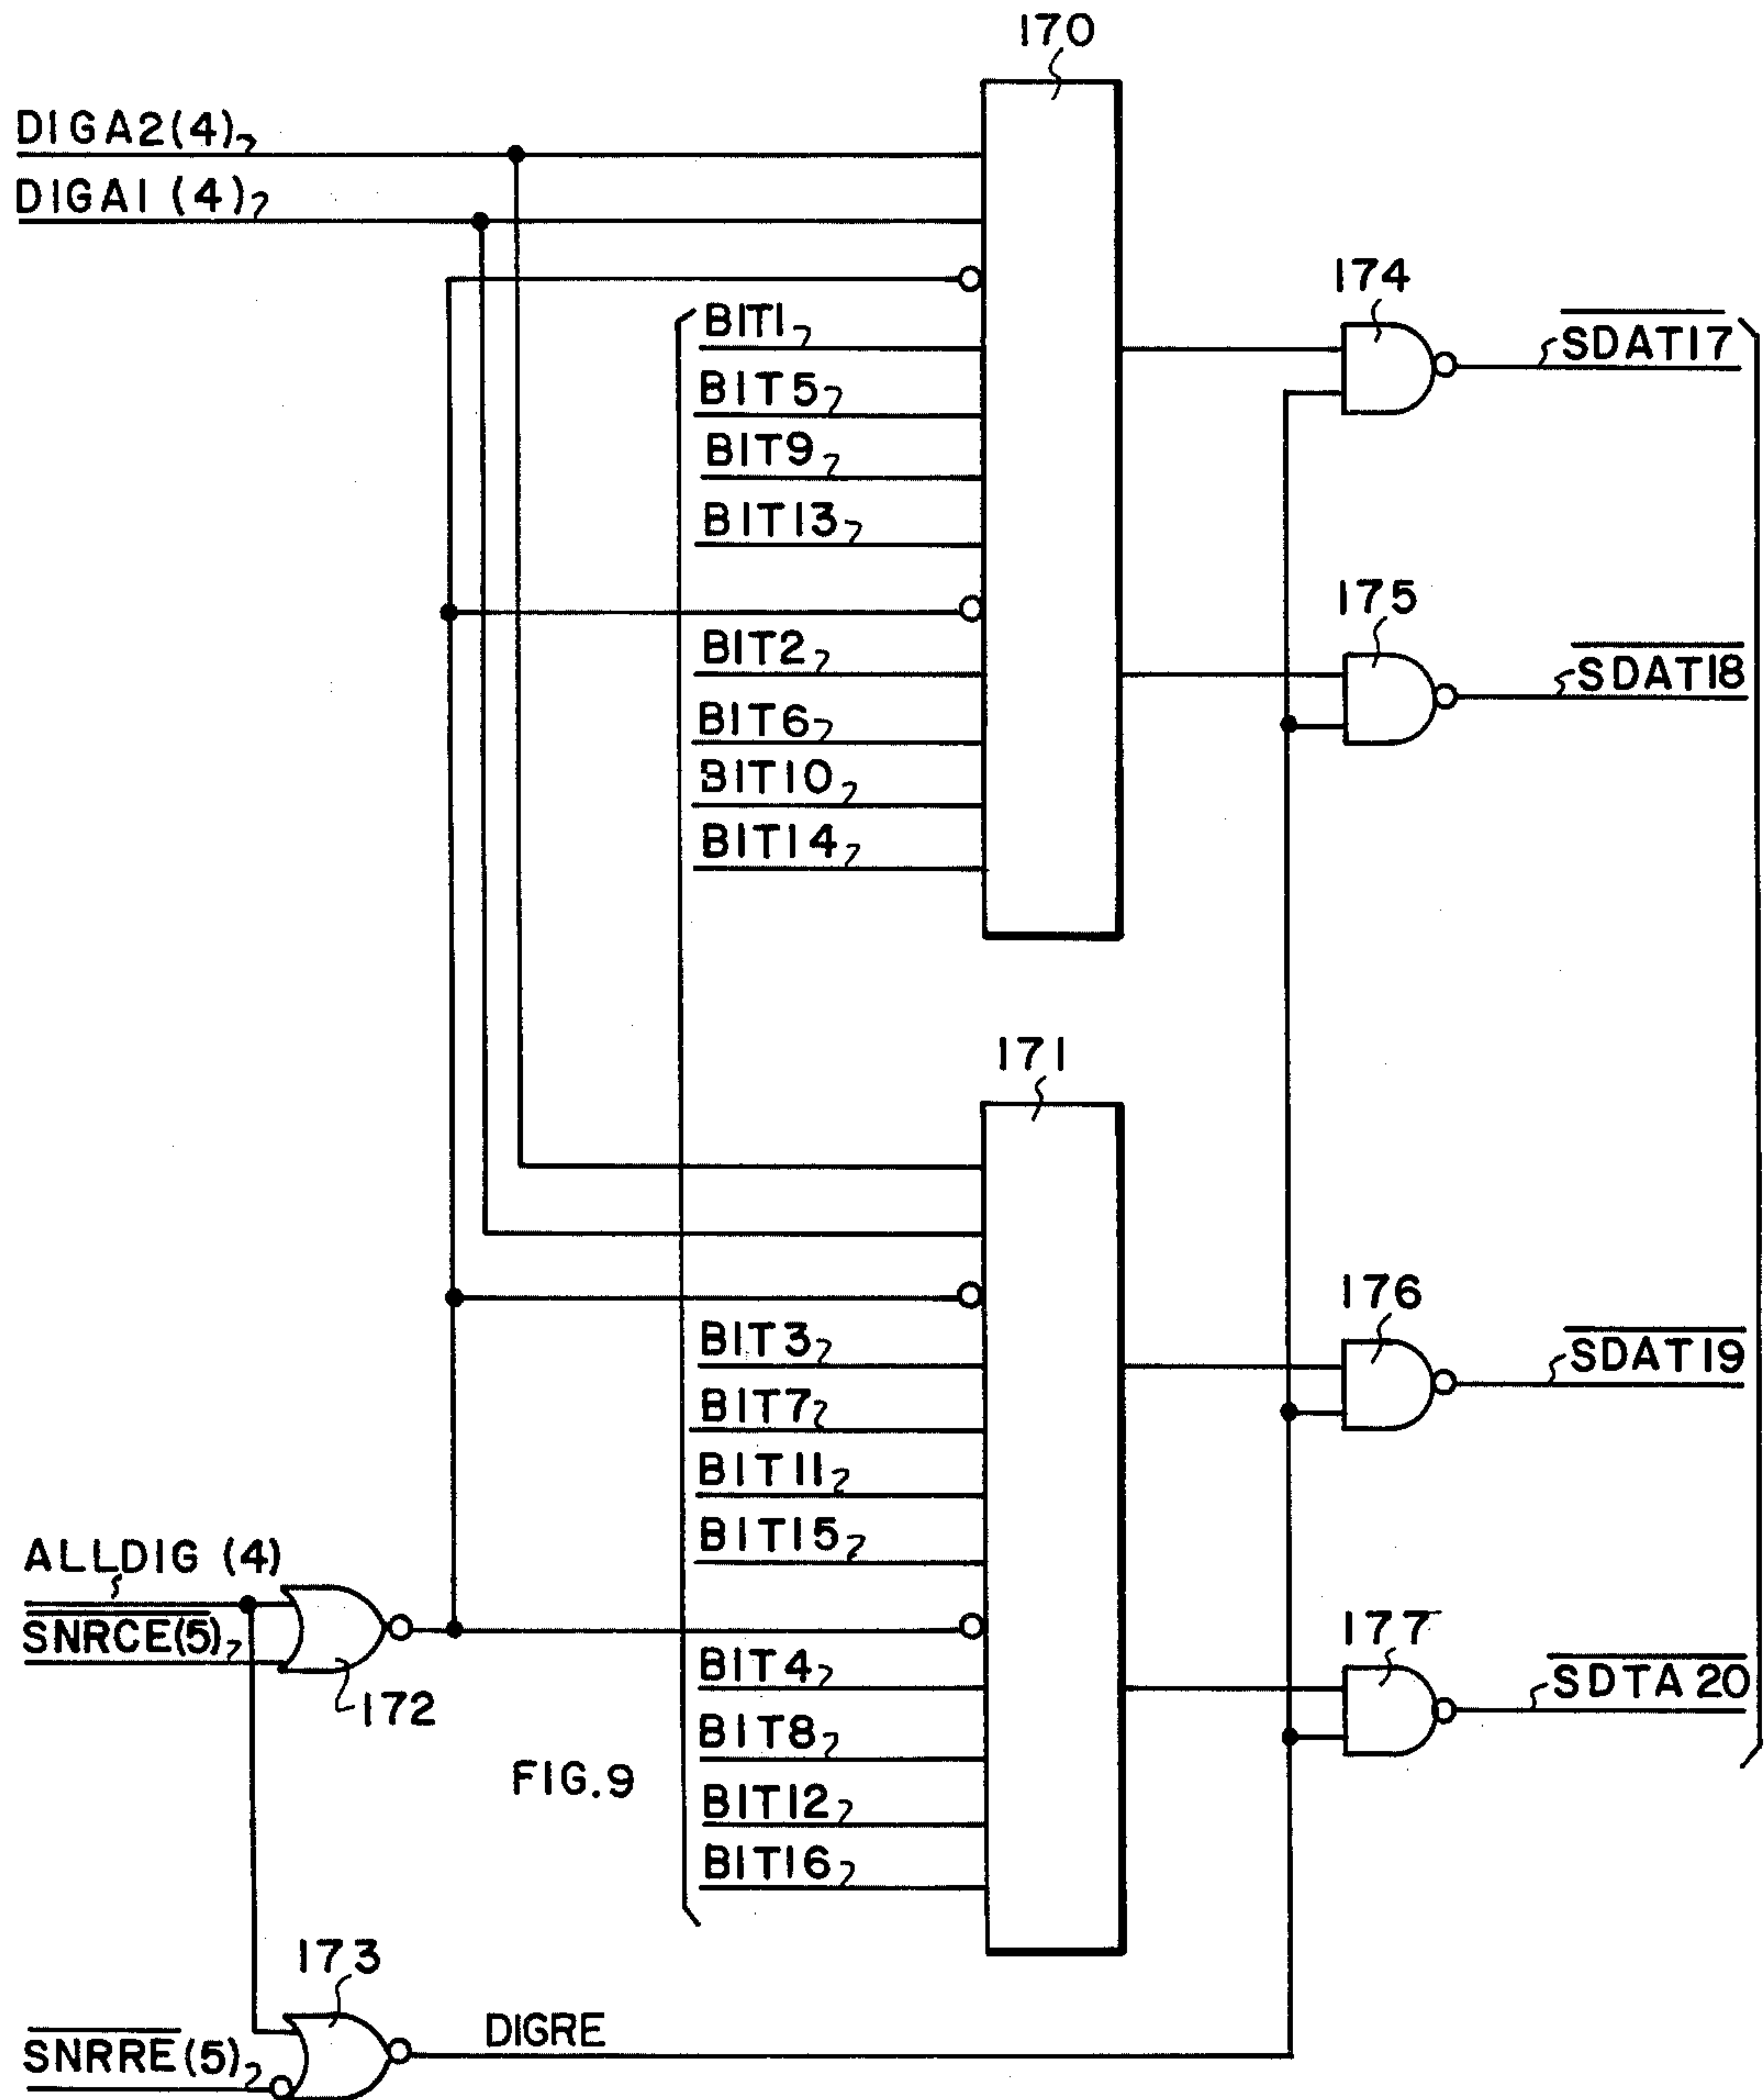 170
DIGA2(4)
DIGA1 (4)
174
BIT1
SDAT17
BIT5
BIT9
BIT13
175
BIT2
SDAT18
BIT6
BIT10
BIT14
171
176
BIT3
SDAT19
BIT7
BIT11
BIT15
ALLDIG (4)
SNRCE(5)
172
177
BIT4
SDTA20
BIT8
FIG.9
BIT12
BIT16
173
DIGRE
SNRRE(5)